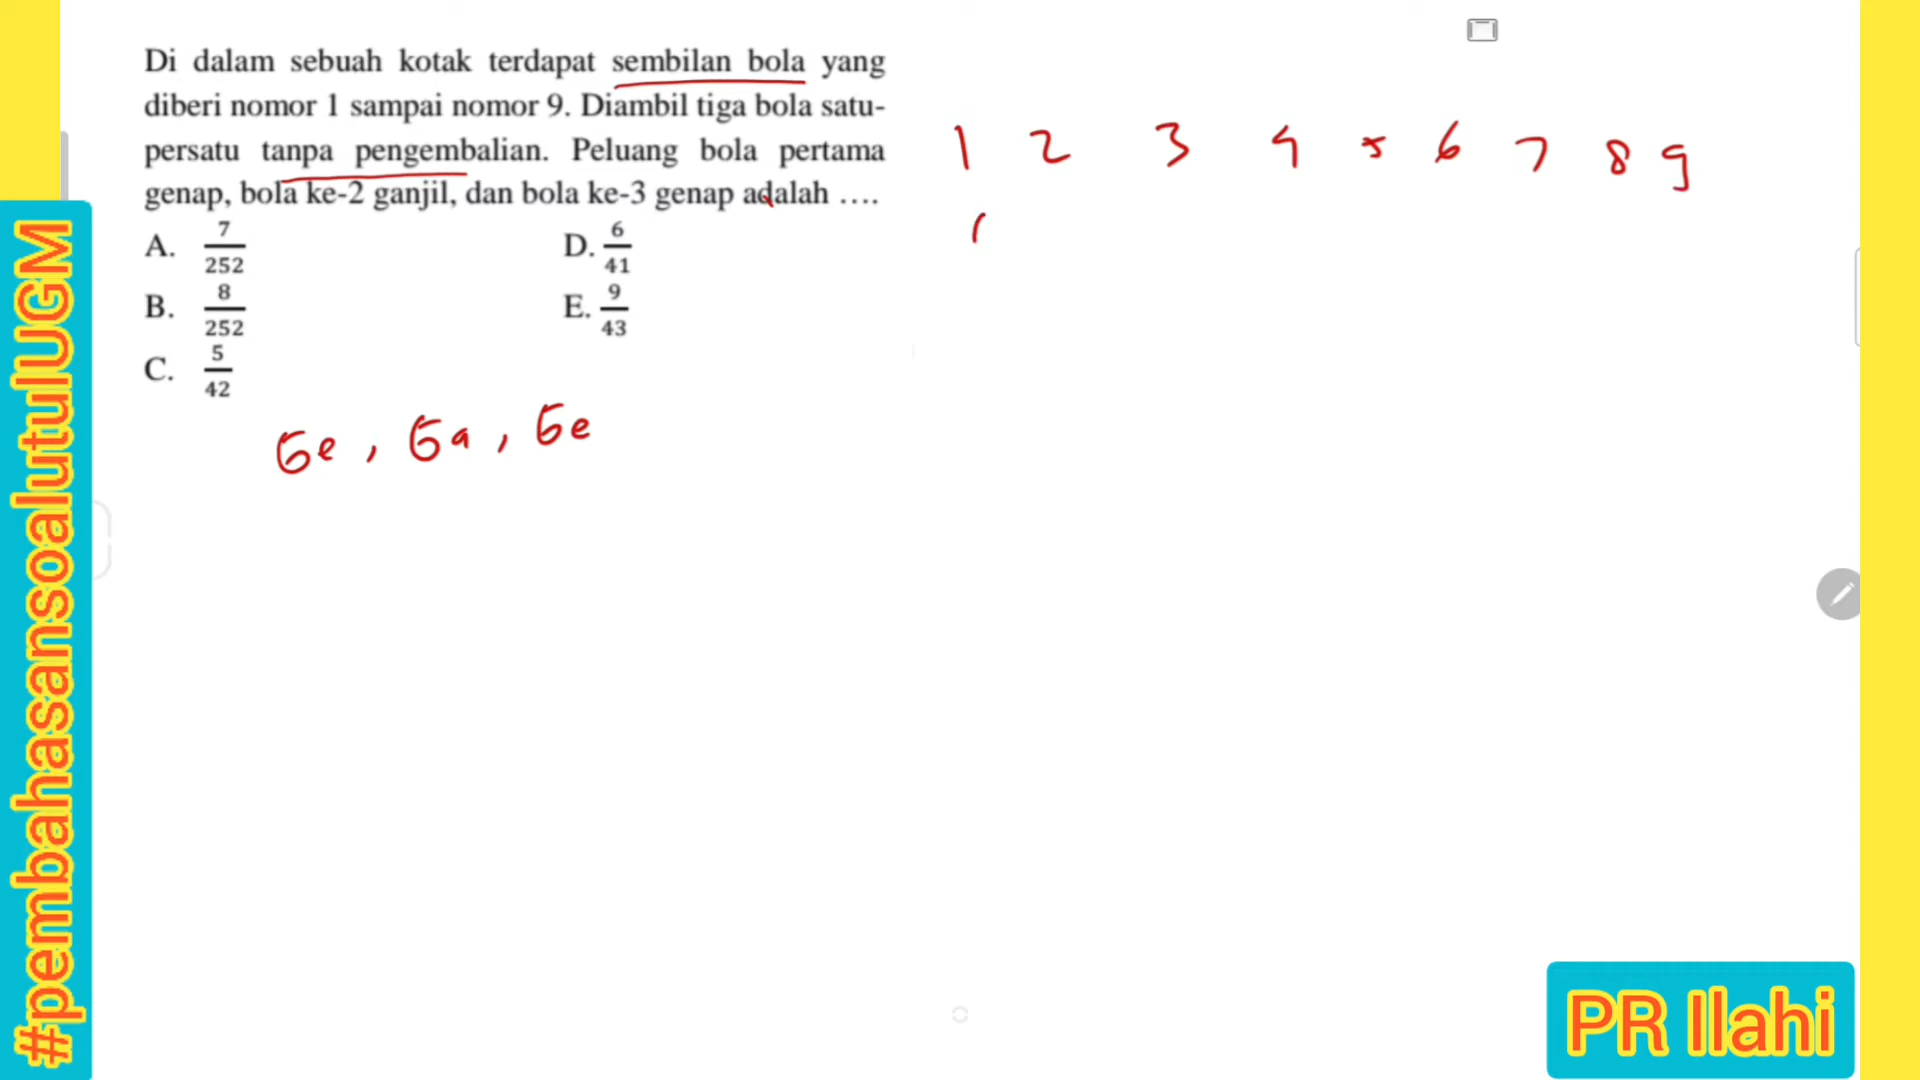 Di dalam sebuah kotak terdapat sembilan bola yang
diberi nomor 1 sampai nomor 9. Diambil tiga bola satu-
persatu tanpa pengembalian. Peluang bola pertama
genap, bola ke-2 ganjil, dan bola ke-3 genap adalah ....
A. 7/252
B. 8/252
C. 5/42
D. 6/41
E. 9/43
Ge, Ga, Ge
1 2 3 4 5 6 7 8 9
#pembahasansoalutulUGM
PR Ilahi